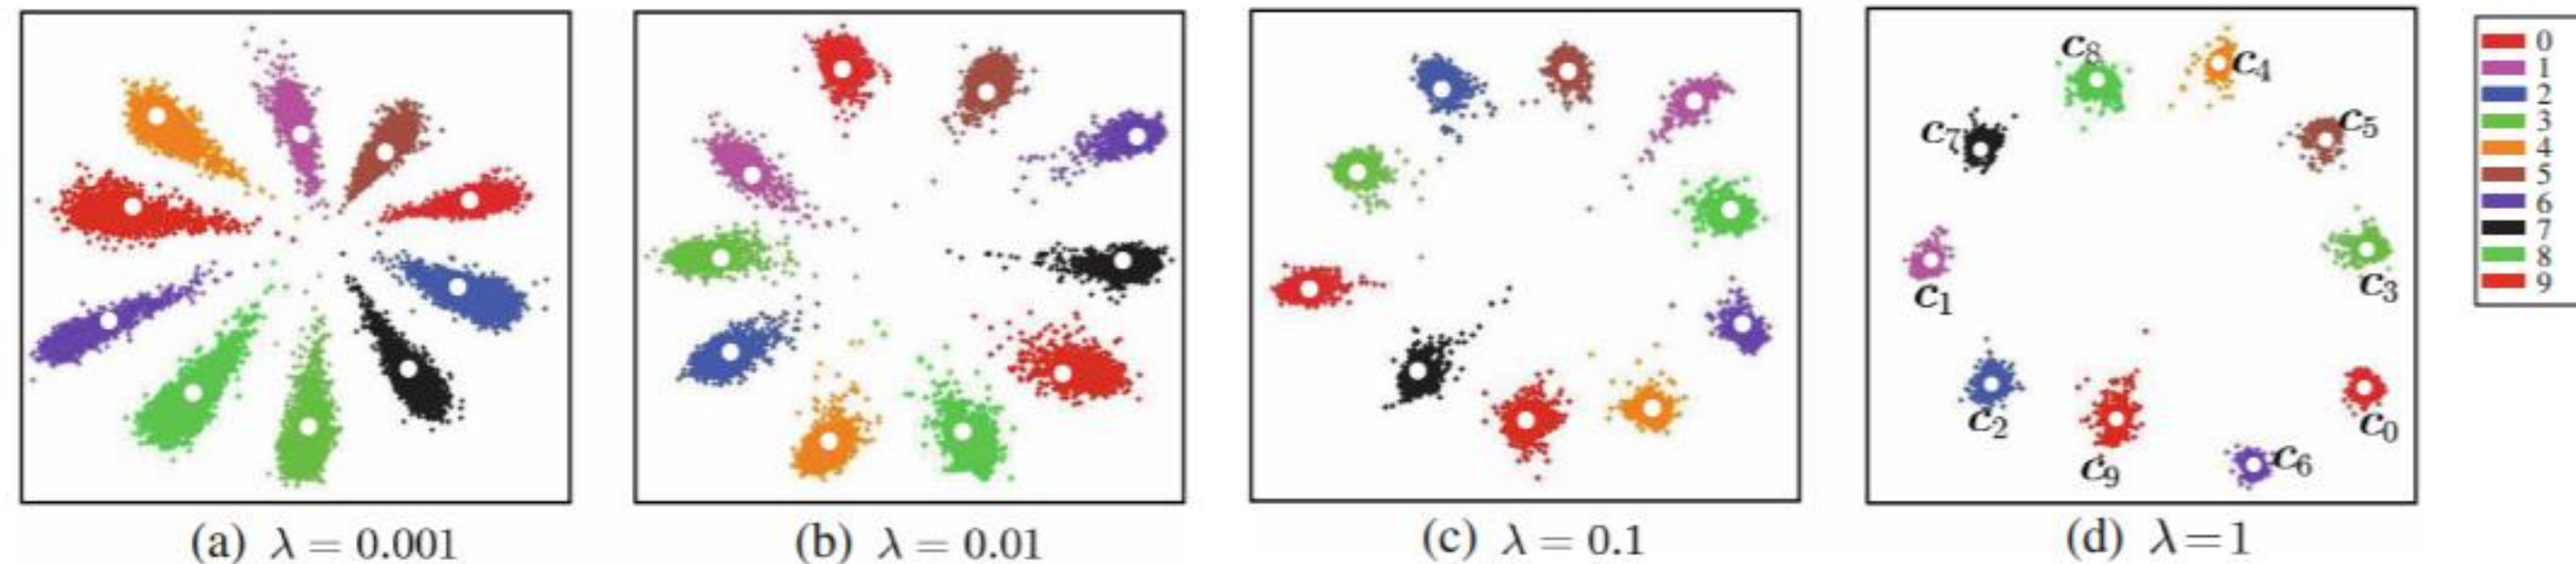 c8
c4
c7
c5
c1
c3
c2
c9
c6
c0
0
1
2
3
4
5
6
7
8
9
(a) λ = 0.001
(b) λ = 0.01
(c) λ = 0.1
(d) λ=1